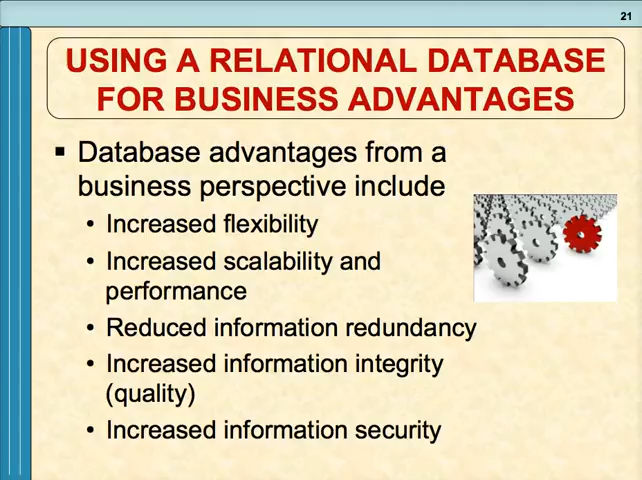 21
USING A RELATIONAL DATABASE
FOR BUSINESS ADVANTAGES
▪ Database advantages from a
business perspective include
• Increased flexibility
• Increased scalability and
performance
• Reduced information redundancy
• Increased information integrity
(quality)
• Increased information security